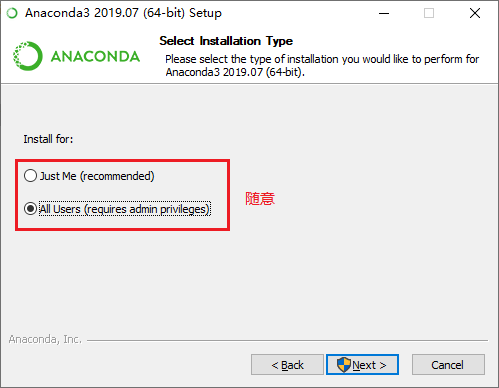 Anaconda3 2019.07 (64-bit) Setup
ANACONDA
Select Installation Type
Please select the type of installation you would like to perform for
Anaconda3 2019.07 (64-bit).
Install for:
Just Me (recommended)
All Users (requires admin privileges)
随意
Anaconda, Inc.
< Back
Next >
Cancel